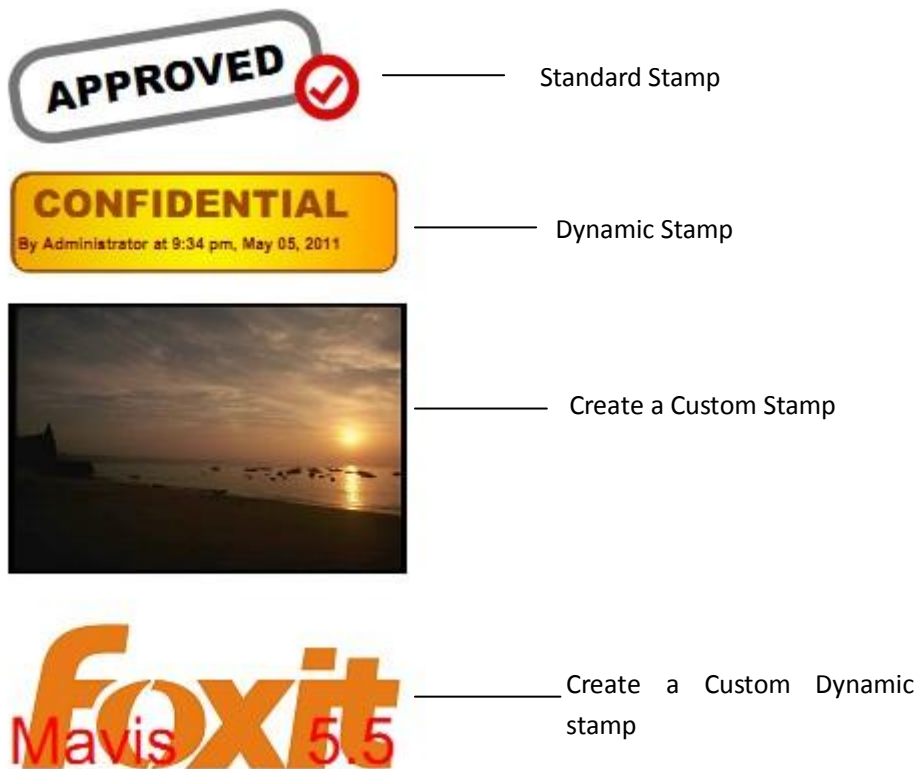 APPROVED
Standard Stamp
CONFIDENTIAL
By Administrator at 9:34 pm, May 05, 2011
Dynamic Stamp
Create a Custom Stamp
foxit
Mavis 5.5
Create a Custom Dynamic
stamp